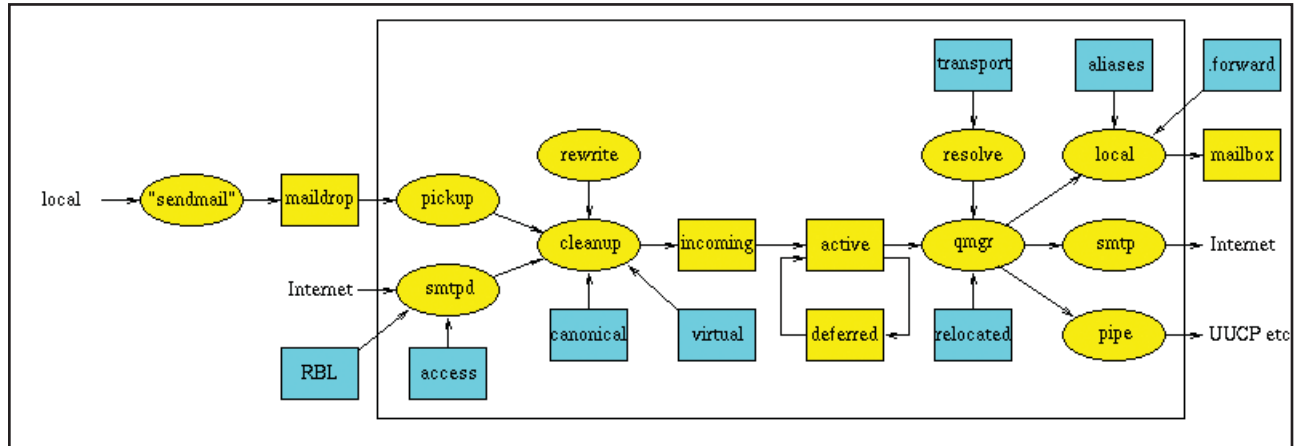 transport
aliases
.forward
rewrite
resolve
local
mailbox
local
"sendmail"
maildrop
pickup
cleanup
incoming
active
qmgr
smtp
Internet
Internet
smtpd
canonical
virtual
deferred
relocated
pipe
UUCP etc
RBL
access